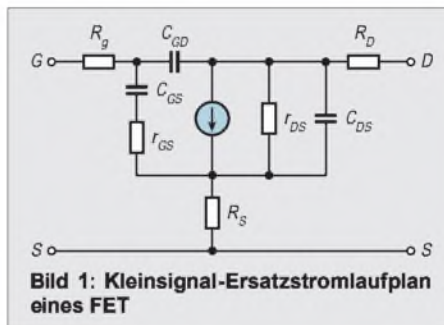 R_g C_GD R_D
G D
C_GS
r_GS r_DS C_DS
R_S
S S
Bild 1: Kleinsignal-Ersatzstromlaufplan
eines FET